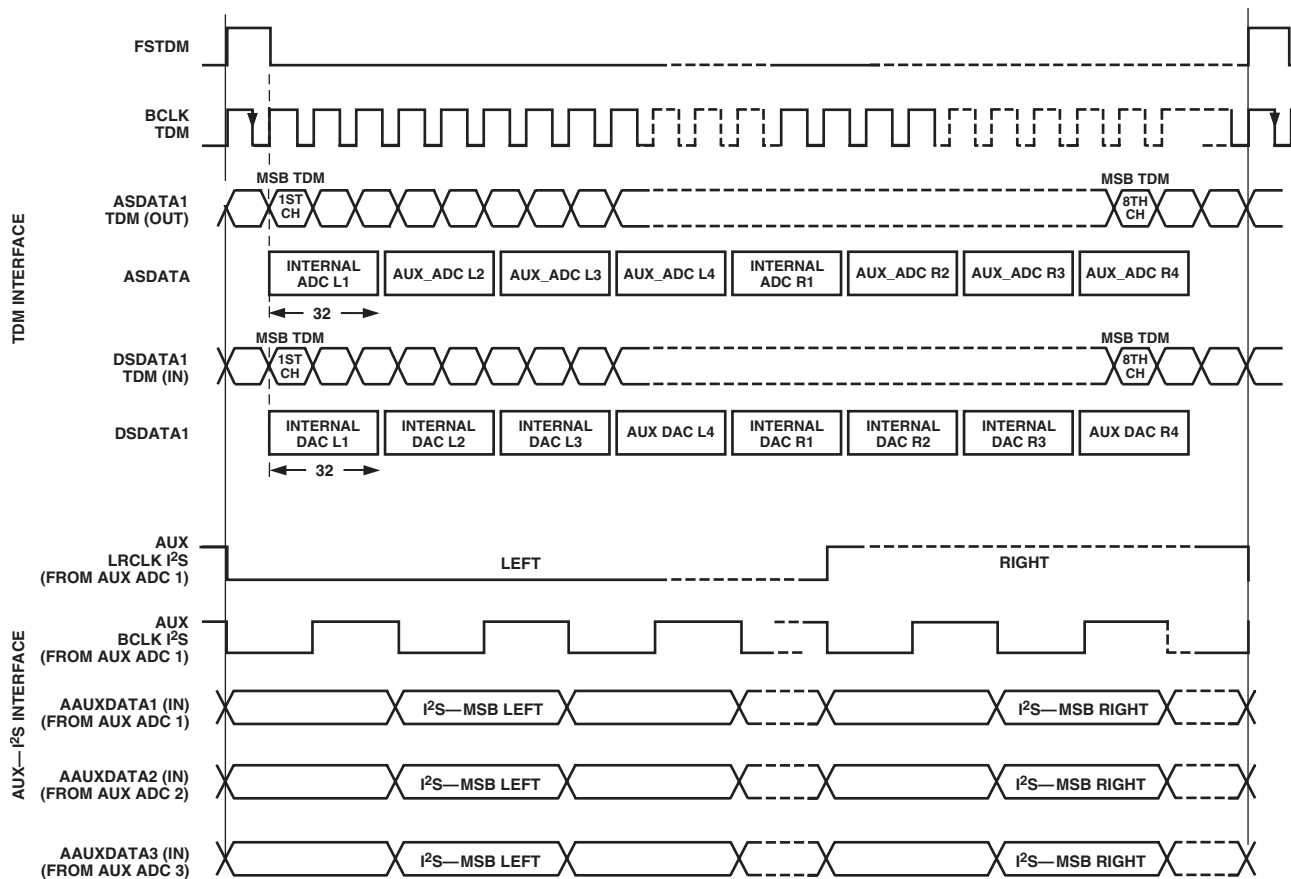 FSTDM
BCLK
TDM
TDM INTERFACE
MSB TDM
MSB TDM
ASDATA1
TDM (OUT)
1ST
CH
8TH
CH
ASDATA
INTERNAL
ADC L1
AUX_ADC L2
AUX_ADC L3
AUX_ADC L4
INTERNAL
ADC R1
AUX_ADC R2
AUX_ADC R3
AUX_ADC R4
32
MSB TDM
MSB TDM
DSDATA1
TDM (IN)
1ST
CH
8TH
CH
DSDATA1
INTERNAL
DAC L1
INTERNAL
DAC L2
INTERNAL
DAC L3
AUX DAC L4
INTERNAL
DAC R1
INTERNAL
DAC R2
INTERNAL
DAC R3
AUX DAC R4
32
AUX—I²S INTERFACE
AUX
LRCLK I²S
(FROM AUX ADC 1)
LEFT
RIGHT
AUX
BCLK I²S
(FROM AUX ADC 1)
AAUXDATA1 (IN)
(FROM AUX ADC 1)
I²S—MSB LEFT
I²S—MSB RIGHT
AAUXDATA2 (IN)
(FROM AUX ADC 2)
I²S—MSB LEFT
I²S—MSB RIGHT
AAUXDATA3 (IN)
(FROM AUX ADC 3)
I²S—MSB LEFT
I²S—MSB RIGHT